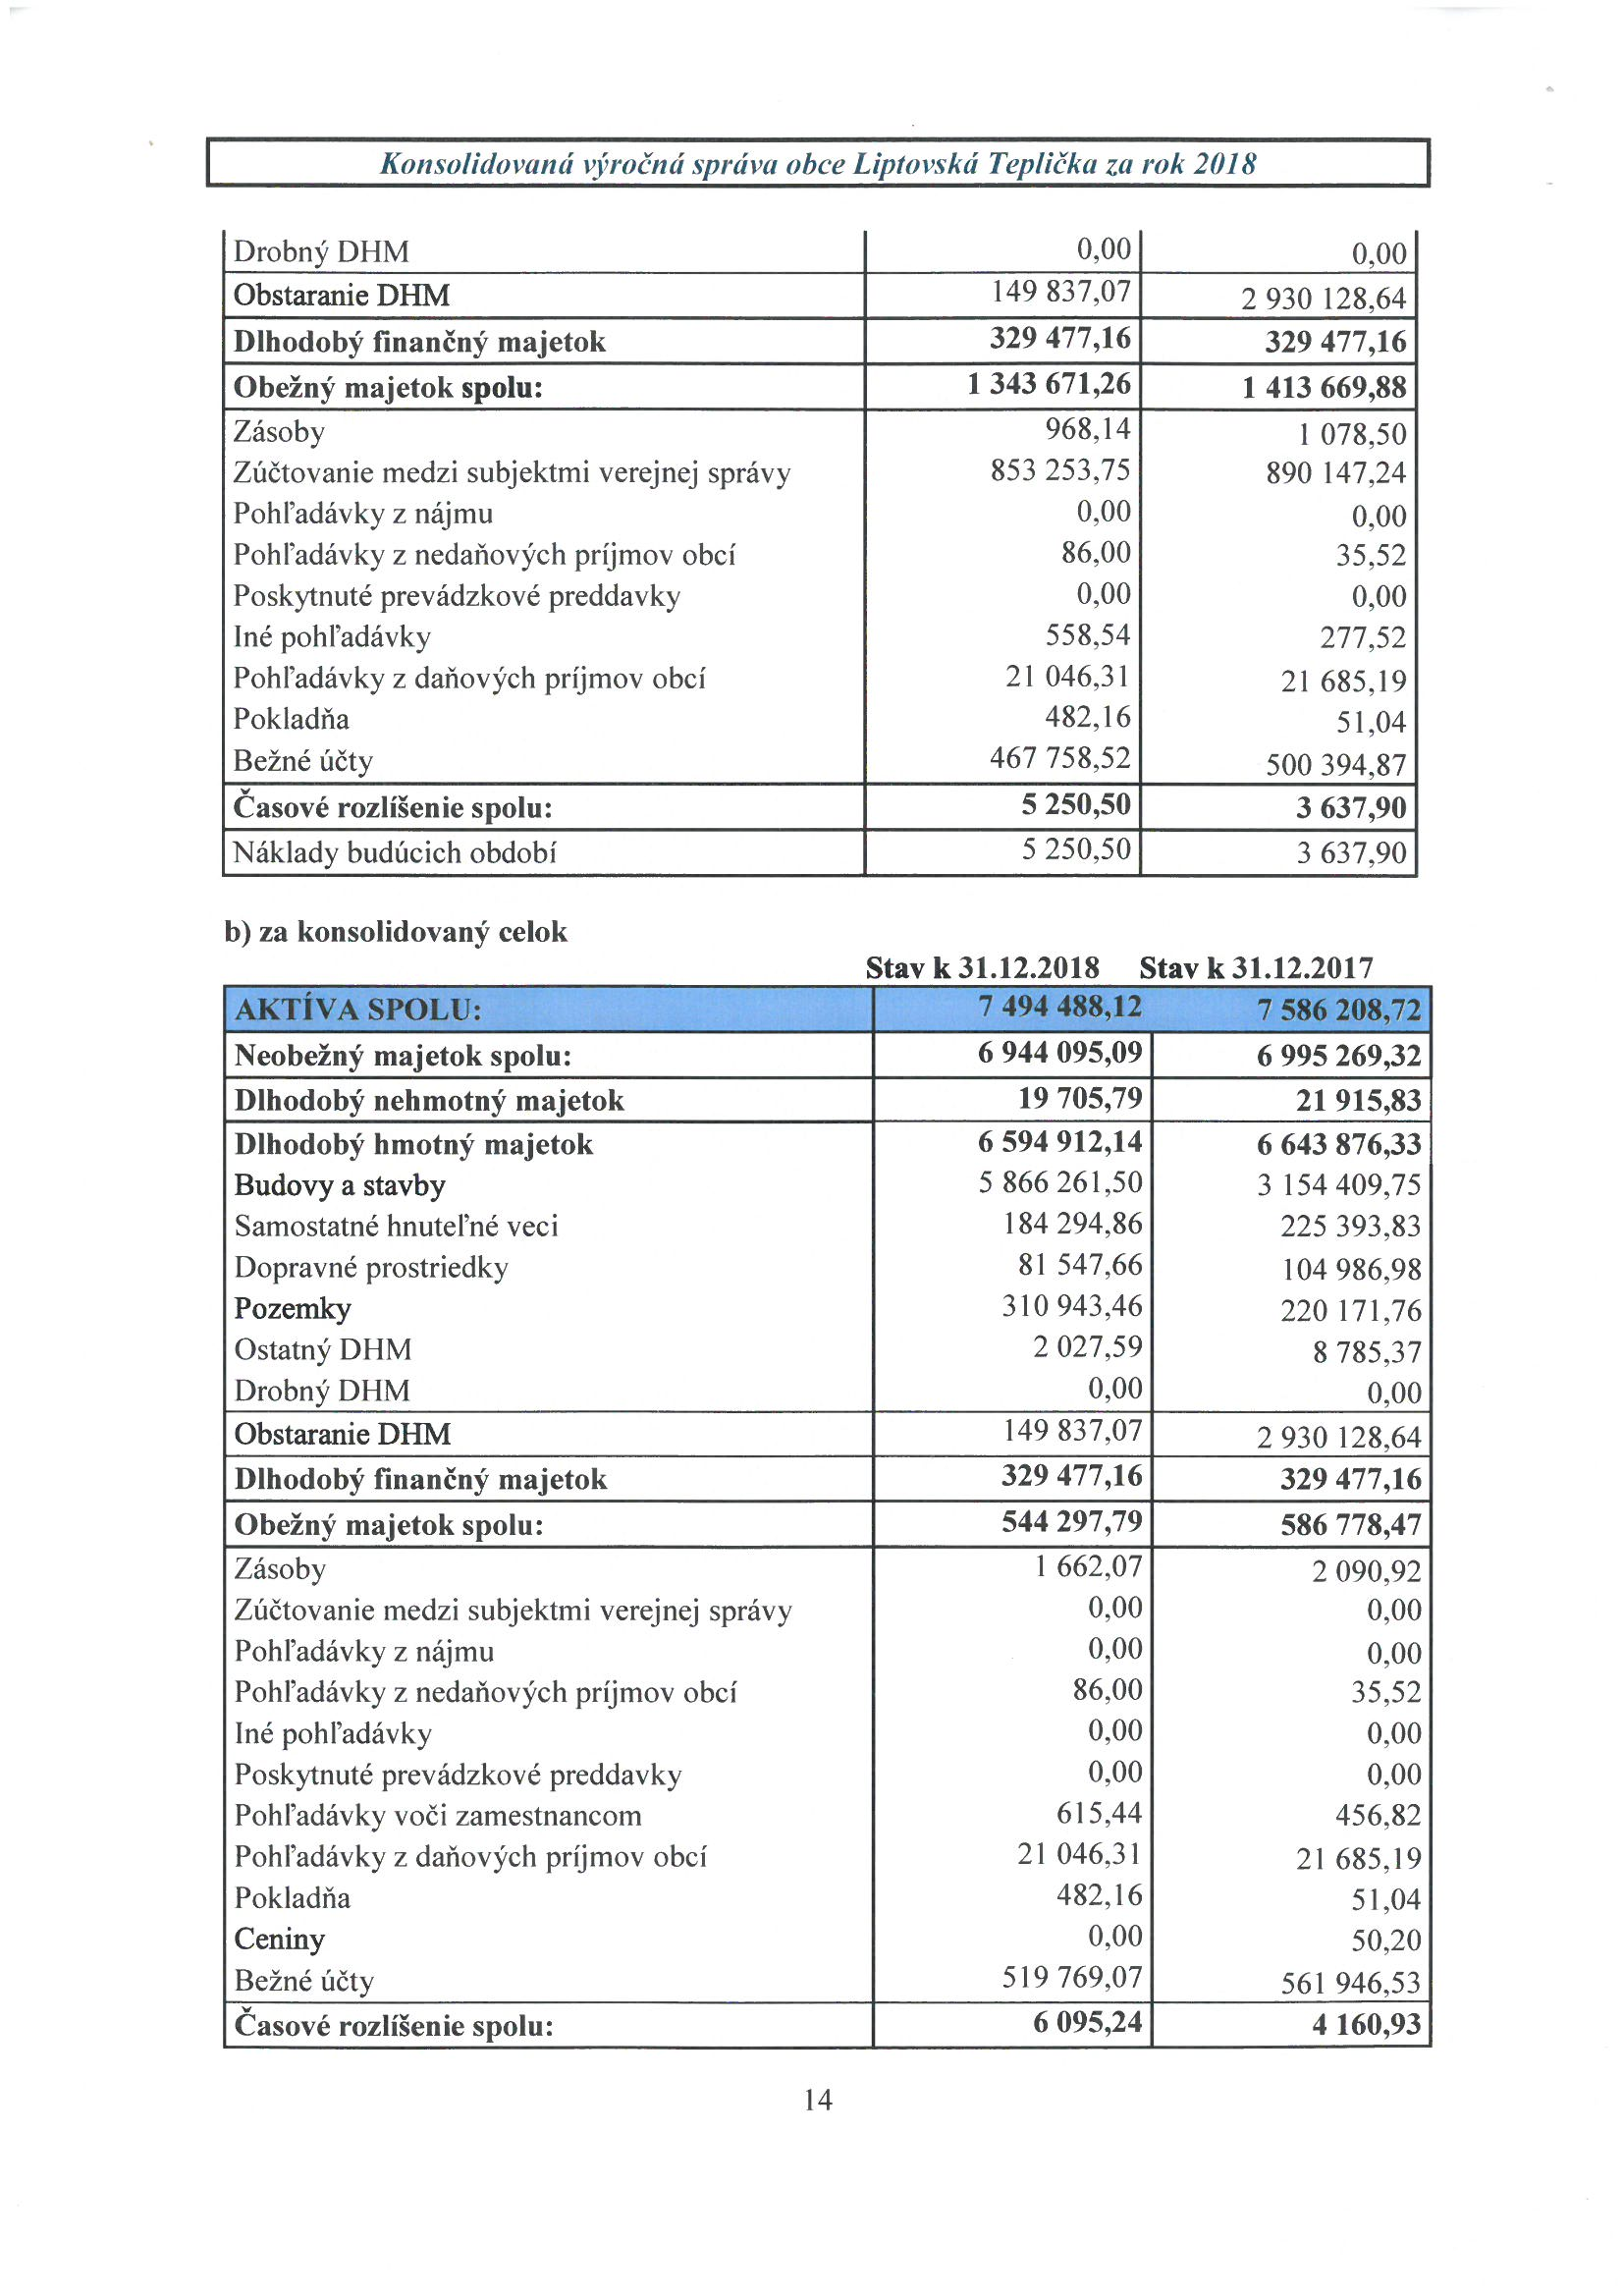 Konsolidovaná výročná správa obce Liptovská Teplička za rok 2018
Drobný DHM 0,00 0,00
Obstaranie DHM 149 837,07 2 930 128,64
Dlhodobý finančný majetok 329 477,16 329 477,16
Obežný majetok spolu: 1 343 671,26 1 413 669,88
Zásoby 968,14 1 078,50
Zúčtovanie medzi subjektmi verejnej správy 853 253,75 890 147,24
Pohľadávky z nájmu 0,00 0,00
Pohľadávky z nedaňových príjmov obcí 86,00 35,52
Poskytnuté prevádzkové preddavky 0,00 0,00
Iné pohľadávky 558,54 277,52
Pohľadávky z daňových príjmov obcí 21 046,31 21 685,19
Pokladňa 482,16 51,04
Bežné účty 467 758,52 500 394,87
Časové rozlíšenie spolu: 5 250,50 3 637,90
Náklady budúcich období 5 250,50 3 637,90
b) za konsolidovaný celok
Stav k 31.12.2018 Stav k 31.12.2017
AKTÍVA SPOLU: 7 494 488,12 7 586 208,72
Neobežný majetok spolu: 6 944 095,09 6 995 269,32
Dlhodobý nehmotný majetok 19 705,79 21 915,83
Dlhodobý hmotný majetok 6 594 912,14 6 643 876,33
Budovy a stavby 5 866 261,50 3 154 409,75
Samostatné hnuteľné veci 184 294,86 225 393,83
Dopravné prostriedky 81 547,66 104 986,98
Pozemky 310 943,46 220 171,76
Ostatný DHM 2 027,59 8 785,37
Drobný DHM 0,00 0,00
Obstaranie DHM 149 837,07 2 930 128,64
Dlhodobý finančný majetok 329 477,16 329 477,16
Obežný majetok spolu: 544 297,79 586 778,47
Zásoby 1 662,07 2 090,92
Zúčtovanie medzi subjektmi verejnej správy 0,00 0,00
Pohľadávky z nájmu 0,00 0,00
Pohľadávky z nedaňových príjmov obcí 86,00 35,52
Iné pohľadávky 0,00 0,00
Poskytnuté prevádzkové preddavky 0,00 0,00
Pohľadávky voči zamestnancom 615,44 456,82
Pohľadávky z daňových príjmov obcí 21 046,31 21 685,19
Pokladňa 482,16 51,04
Ceniny 0,00 50,20
Bežné účty 519 769,07 561 946,53
Časové rozlíšenie spolu: 6 095,24 4 160,93
14